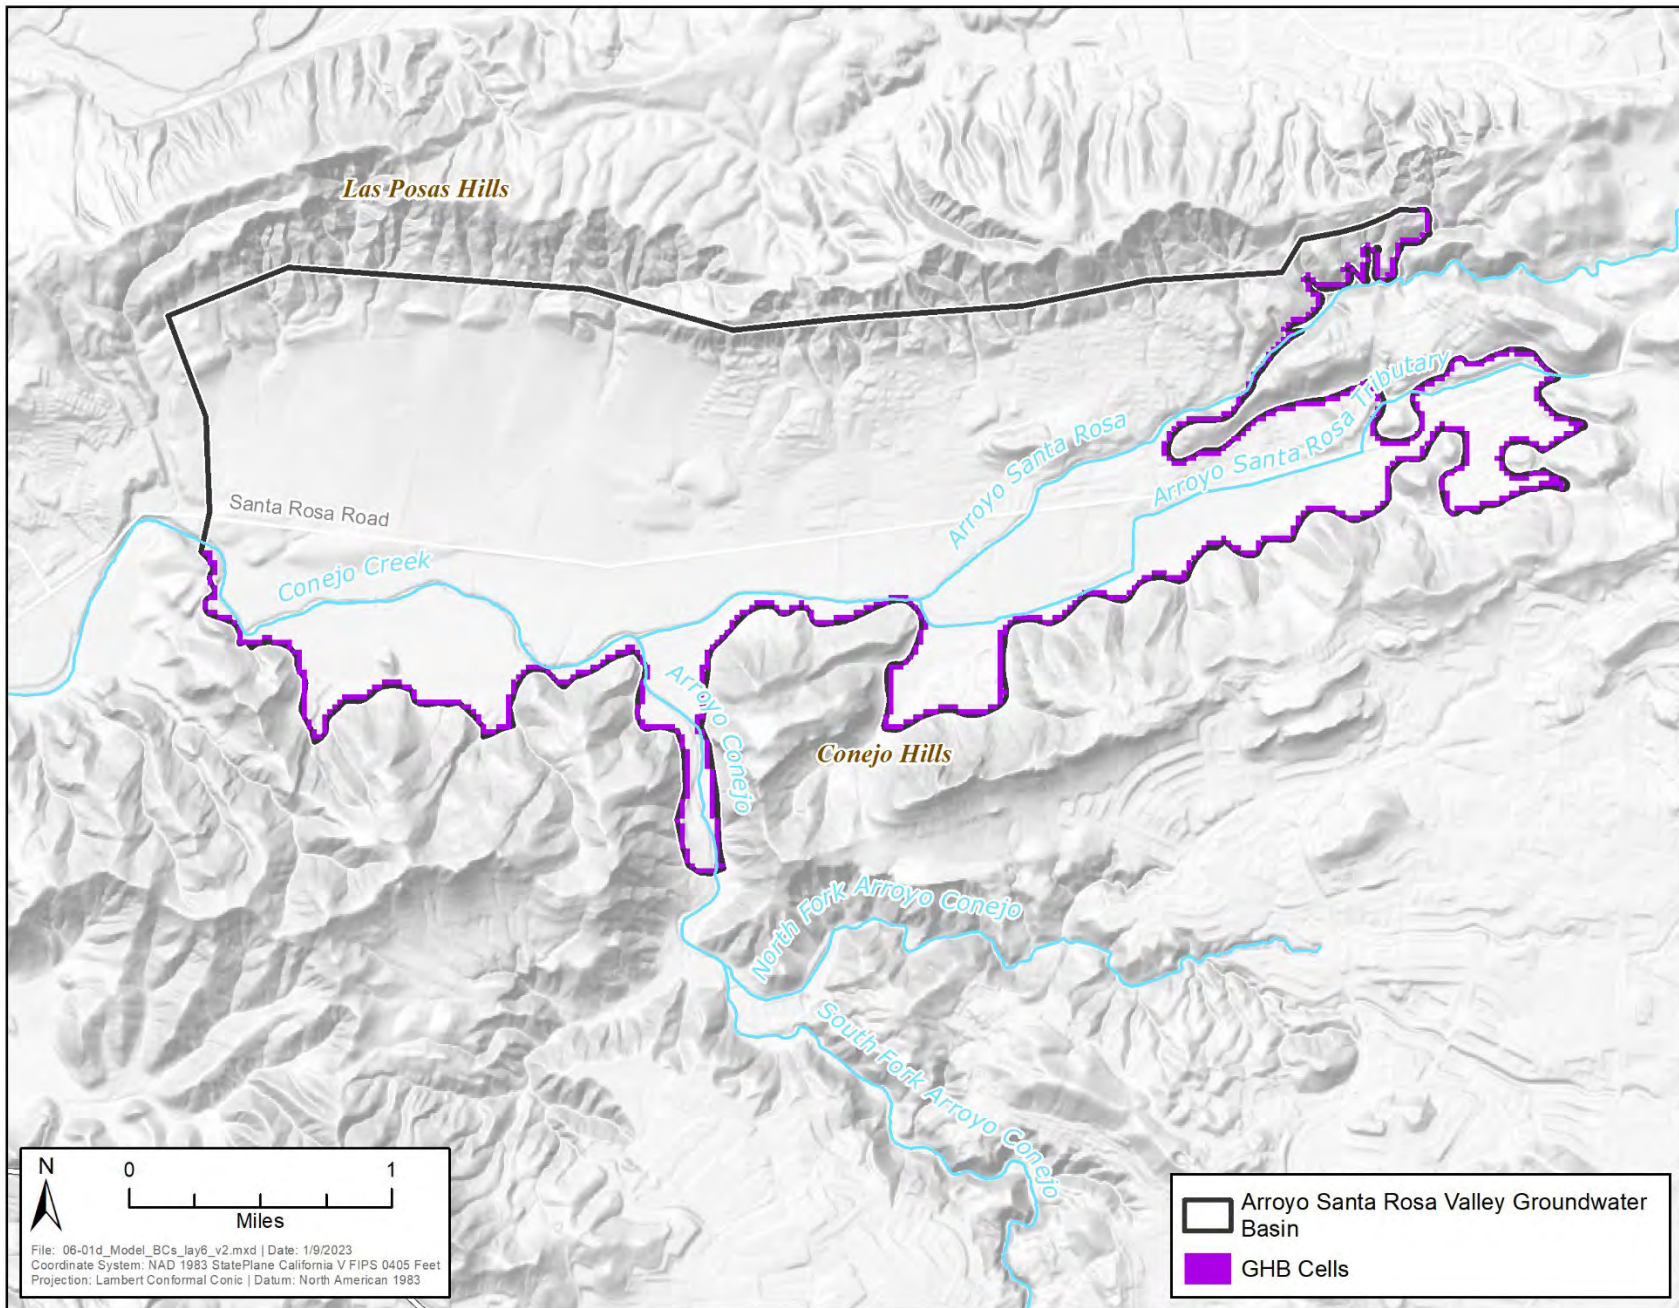 Las Posas Hills
Arroyo Santa Rosa Tributary
Arroyo Santa Rosa
Santa Rosa Road
Conejo Creek
Arroyo Conejo
Conejo Hills
North Fork Arroyo Conejo
South Fork Arroyo Conejo
N
0 1
Miles
File: 06-01d_Model_BCs_lay6_v2.mxd | Date: 1/9/2023
Coordinate System: NAD 1983 StatePlane California V FIPS 0405 Feet
Projection: Lambert Conformal Conic | Datum: North American 1983
Arroyo Santa Rosa Valley Groundwater
Basin
GHB Cells